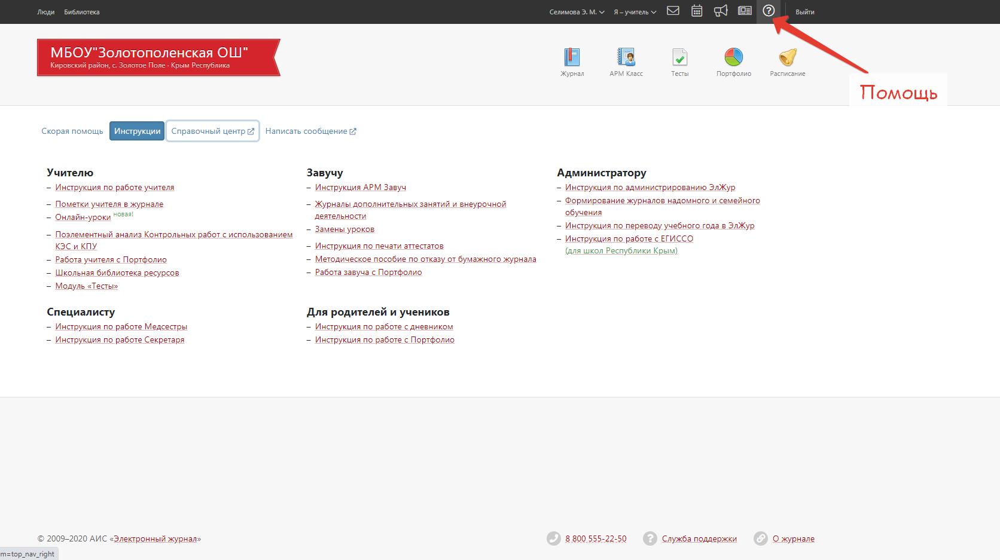 Люди Библиотека Селимова Э. М. Я – учитель Выйти
МБОУ"Золотополенская ОШ"
Кировский район, с. Золотое Поле · Крым Республика
Журнал АРМ Класс Тесты Портфолио Расписание
Помощь
Скорая помощь Инструкции Справочный центр Написать сообщение
Учителю
– Инструкция по работе учителя
– Пометки учителя в журнале
– Онлайн-уроки новая!
– Поэлементный анализ Контрольных работ с использованием
КЭС и КПУ
– Работа учителя с Портфолио
– Школьная библиотека ресурсов
– Модуль «Тесты»
Завучу
– Инструкция АРМ Завуч
– Журналы дополнительных занятий и внеурочной
деятельности
– Замены уроков
– Инструкция по печати аттестатов
– Методическое пособие по отказу от бумажного журнала
– Работа завуча с Портфолио
Администратору
– Инструкция по администрированию ЭлЖур
– Формирование журналов надомного и семейного
обучения
– Инструкция по переводу учебного года в ЭлЖур
– Инструкция по работе с ЕГИССО
(для школ Республики Крым)
Специалисту
– Инструкция по работе Медсестры
– Инструкция по работе Секретаря
Для родителей и учеников
– Инструкция по работе с дневником
– Инструкция по работе с Портфолио
© 2009–2020 АИС «Электронный журнал» 8 800 555-22-50 Служба поддержки О журнале
m=top_nav_right